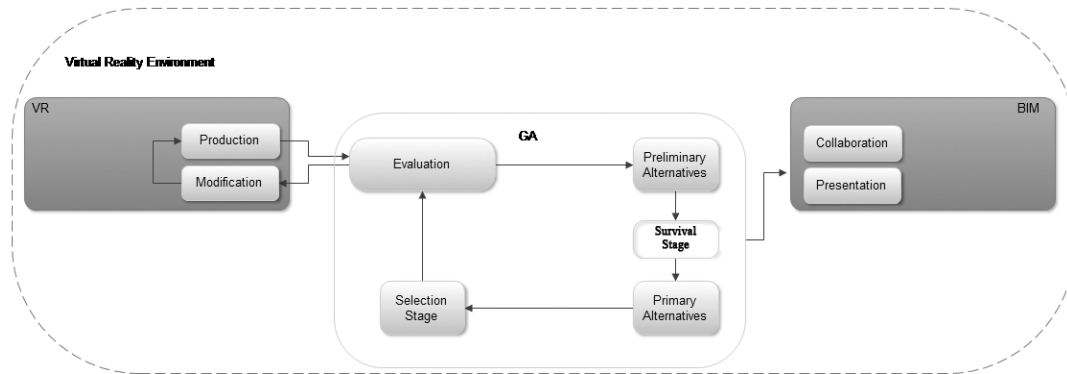 Virtual Reality Environment
VR
Production
Modification
GA
Evaluation
Preliminary
Alternatives
Survival
Stage
Primary
Alternatives
Selection
Stage
BIM
Collaboration
Presentation